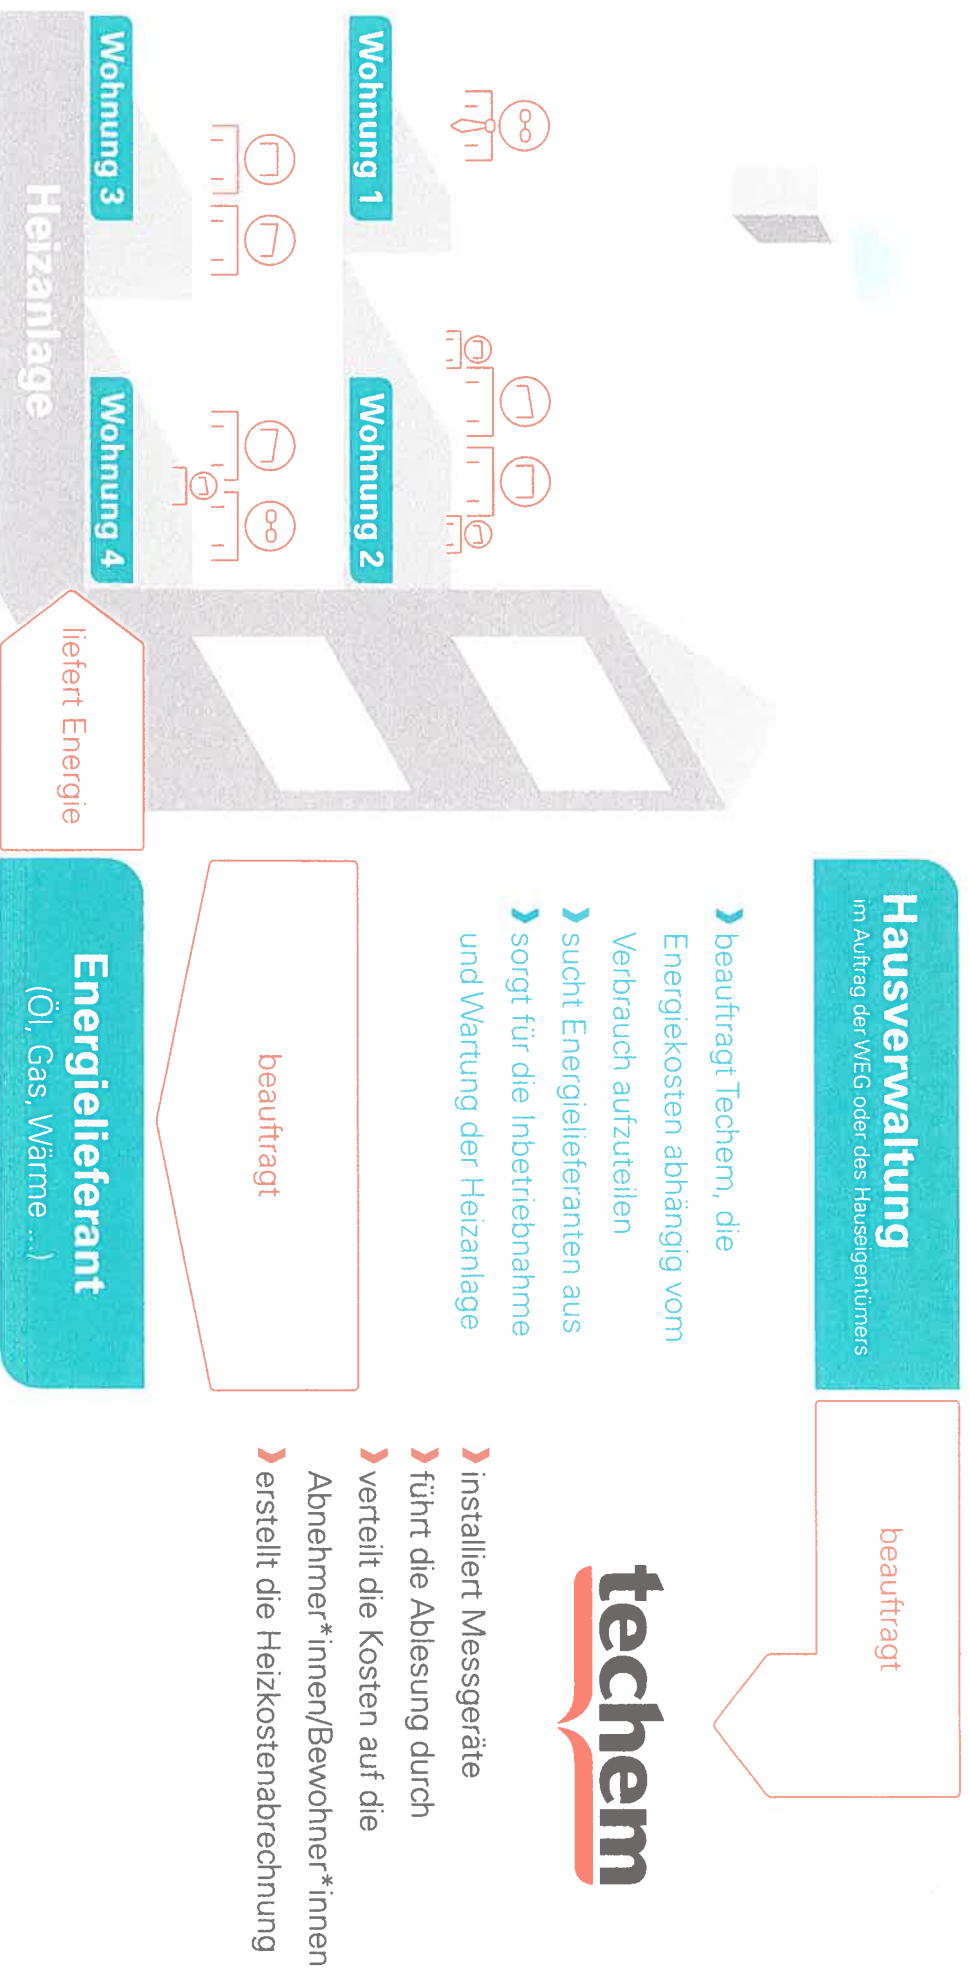 Hausverwaltung
im Auftrag der WEG oder des Hauseigentümers
beauftragt
beauftragt Techem, die
Energiekosten abhängig vom
Verbrauch aufzuteilen
sucht Energielieferanten aus
sorgt für die Inbetriebnahme
und Wartung der Heizanlage
techem
installiert Messgeräte
führt die Ablesung durch
verteilt die Kosten auf die
Abnehmer*innen/Bewohner*innen
erstellt die Heizkostenabrechnung
beauftragt
Wohnung 1
Wohnung 2
Wohnung 3
Wohnung 4
Heizanlage
liefert Energie
Energielieferant
(Öl, Gas, Wärme ...)